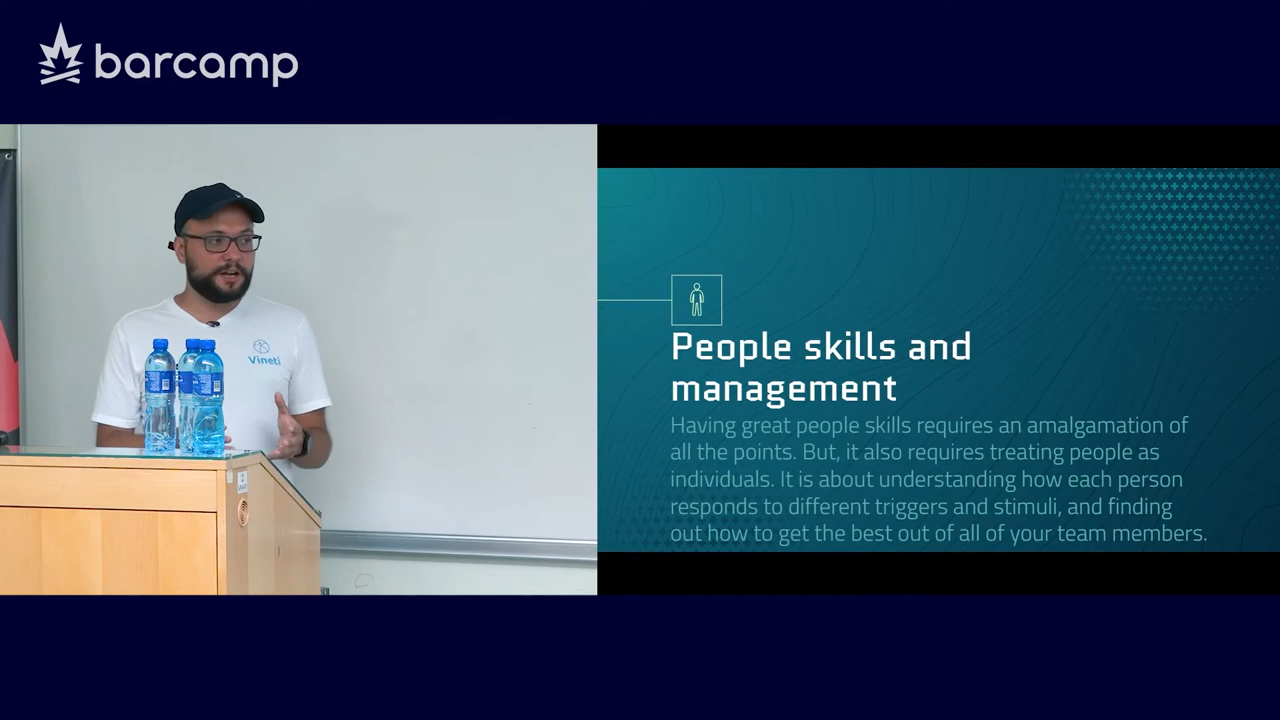 barcamp
Vineti
People skills and
management
Having great people skills requires an amalgamation of
all the points. But, it also requires treating people as
individuals. It is about understanding how each person
responds to different triggers and stimuli, and finding
out how to get the best out of all of your team members.